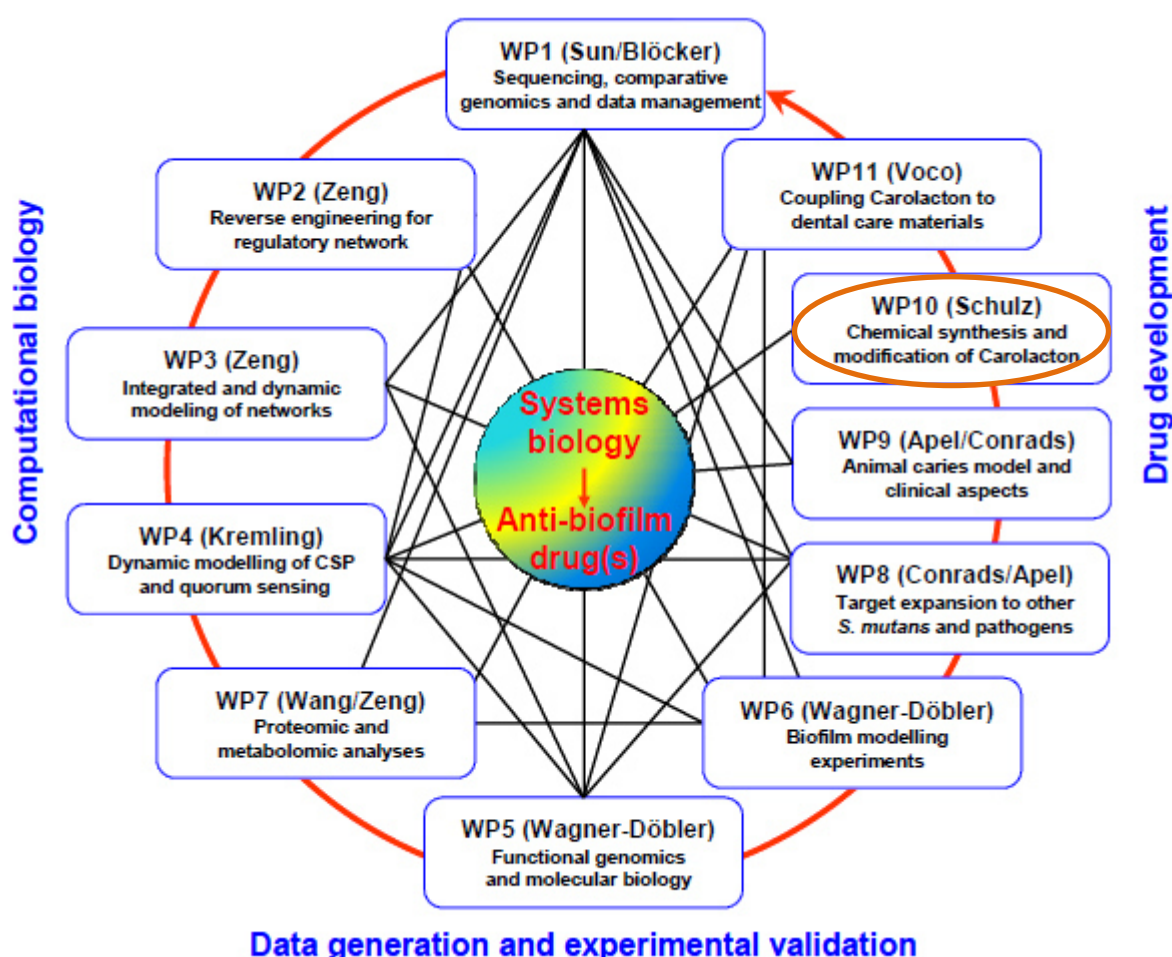 WP1 (Sun/Blöcker)
Sequencing, comparative
genomics and data management
WP11 (Voco)
Coupling Carolacton to
dental care materials
WP2 (Zeng)
Reverse engineering for
regulatory network
WP10 (Schulz)
Chemical synthesis and
modification of Carolacton
WP3 (Zeng)
Integrated and dynamic
modeling of networks
Systems
biology
Anti-biofilm
drug(s)
WP9 (Apel/Conrads)
Animal caries model and
clinical aspects
WP4 (Kremling)
Dynamic modelling of CSP
and quorum sensing
WP8 (Conrads/Apel)
Target expansion to other
S. mutans and pathogens
WP7 (Wang/Zeng)
Proteomic and
metabolomic analyses
WP6 (Wagner-Döbler)
Biofilm modelling
experiments
WP5 (Wagner-Döbler)
Functional genomics
and molecular biology
Computational biology
Drug development
Data generation and experimental validation